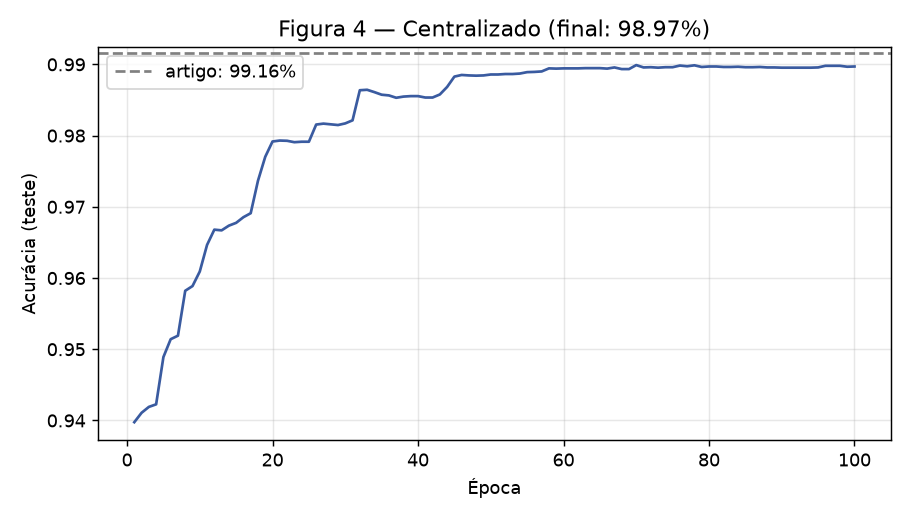 Figura 4 — Centralizado (final: 98.97%)
artigo: 99.16%
Acurácia (teste)
0.99
0.98
0.97
0.96
0.95
0.94
0 20 40 60 80 100
Época